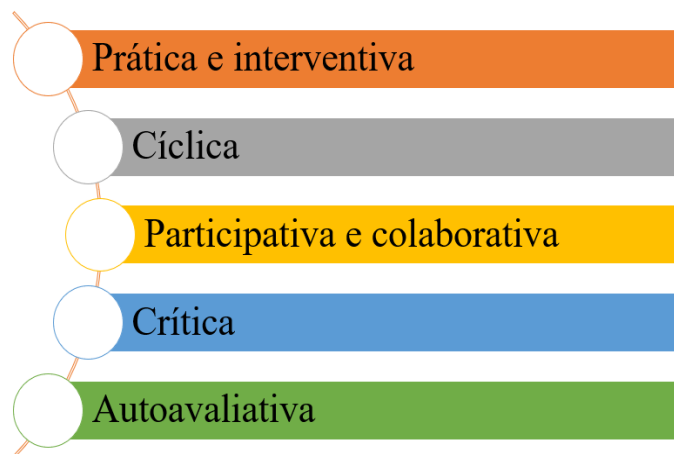 Prática e interventiva
Cíclica
Participativa e colaborativa
Crítica
Autoavaliativa